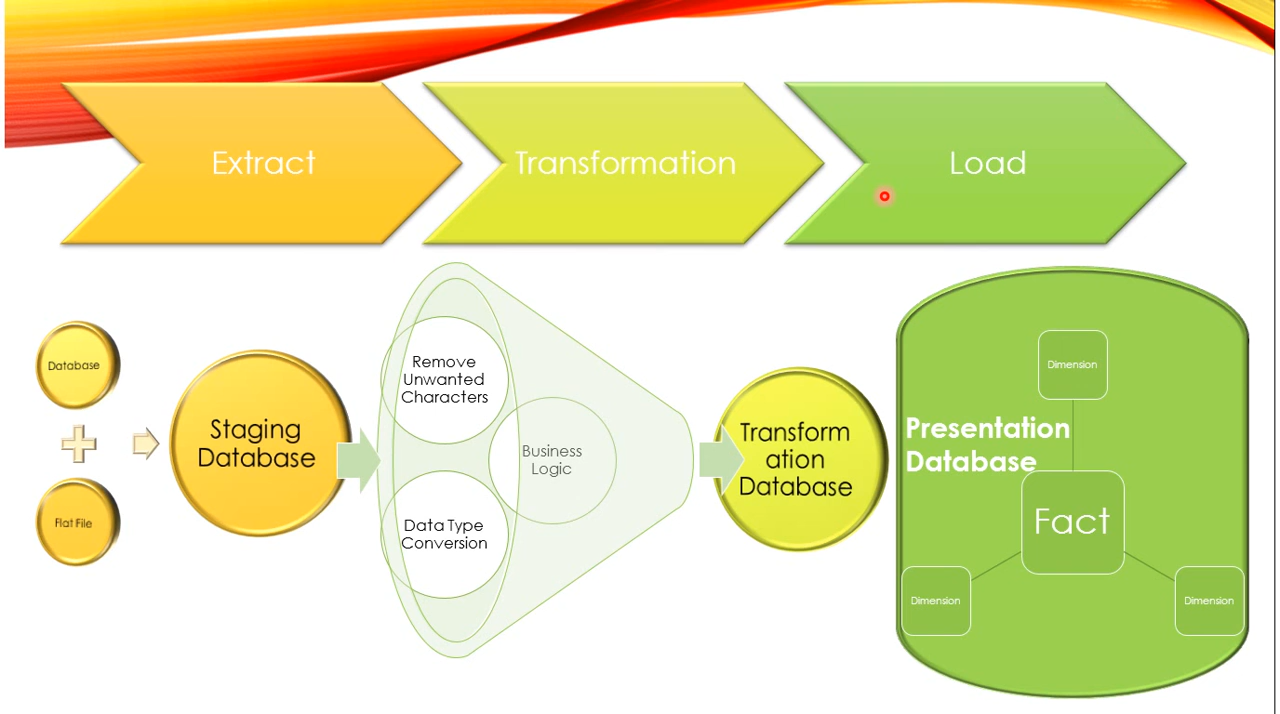 Extract
Transformation
Load
Database
Flat File
Staging
Database
Remove
Unwanted
Characters
Business
Logic
Data Type
Conversion
Transform
ation
Database
Presentation
Database
Dimension
Fact
Dimension
Dimension